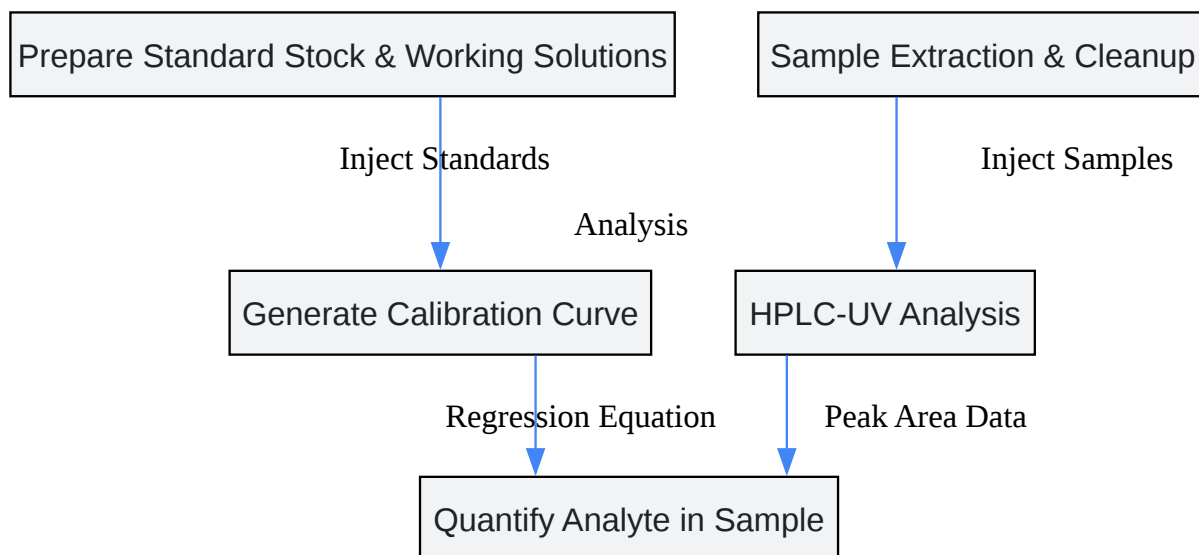 Prepare Standard Stock & Working Solutions
Sample Extraction & Cleanup
Inject Standards
Inject Samples
Analysis
Generate Calibration Curve
HPLC-UV Analysis
Regression Equation
Peak Area Data
Quantify Analyte in Sample